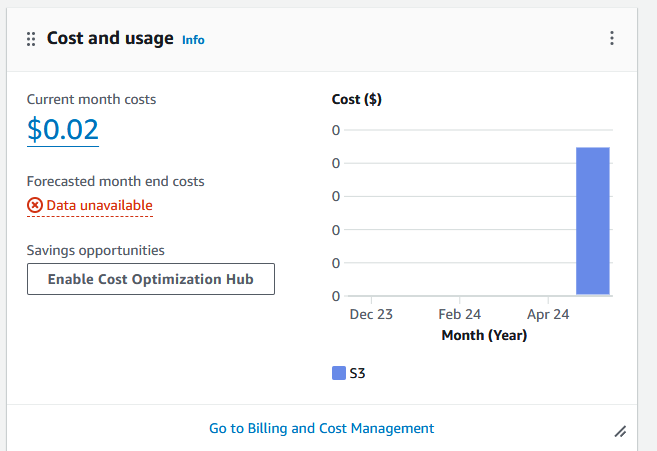 Cost and usage Info
Current month costs
$0.02
Forecasted month end costs
Data unavailable
Savings opportunities
Enable Cost Optimization Hub
Cost ($)
0
0
0
0
0
0
Dec 23 Feb 24 Apr 24
Month (Year)
S3
Go to Billing and Cost Management